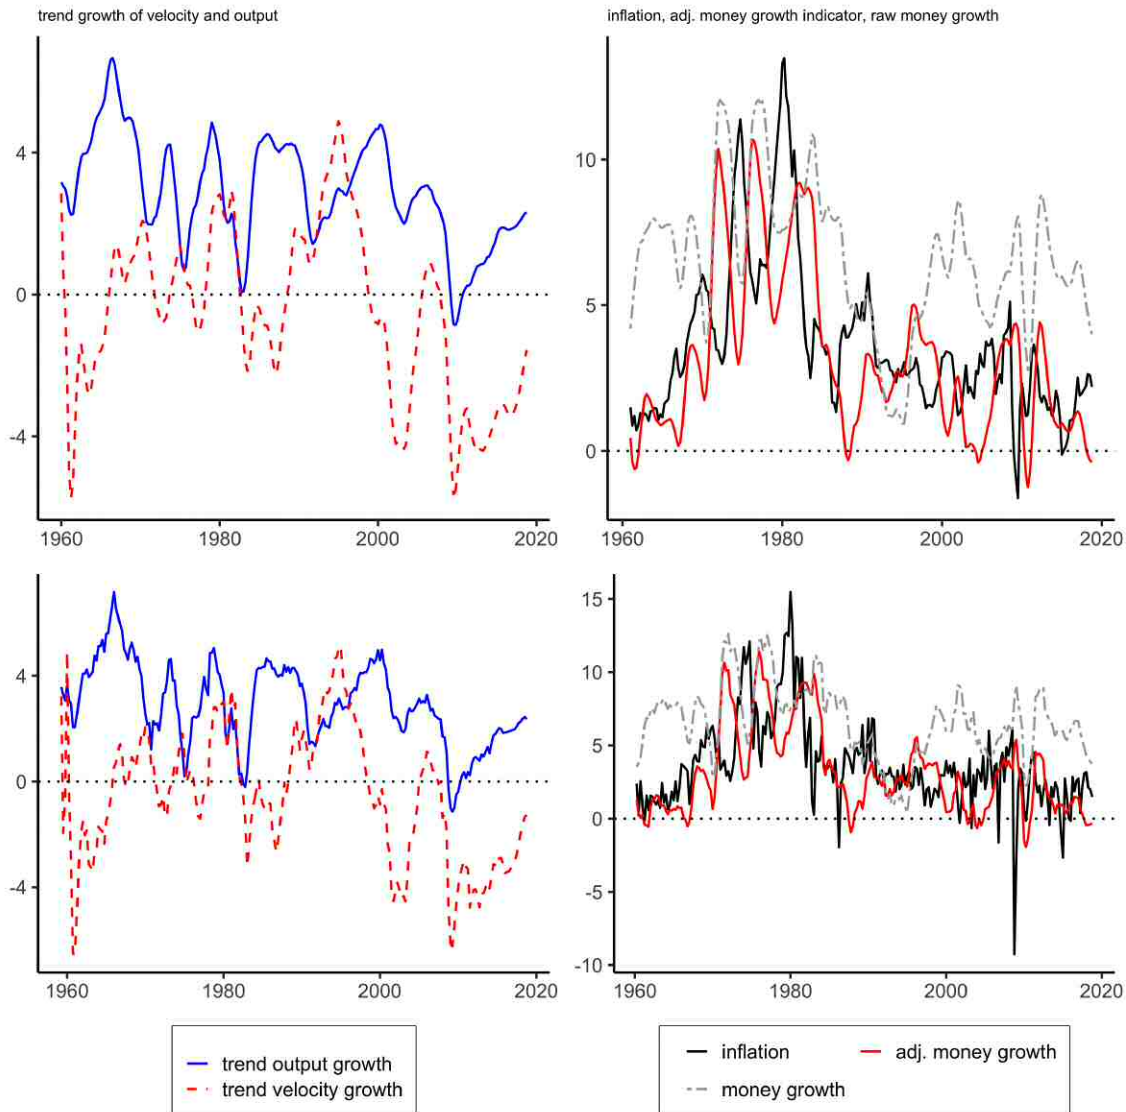 trend growth of velocity and output
4
0
-4
1960 1980 2000 2020
inflation, adj. money growth indicator, raw money growth
10
5
0
1960 1980 2000 2020
4
0
-4
1960 1980 2000 2020
15
10
5
0
-5
-10
1960 1980 2000 2020
trend output growth
trend velocity growth
inflation adj. money growth
money growth